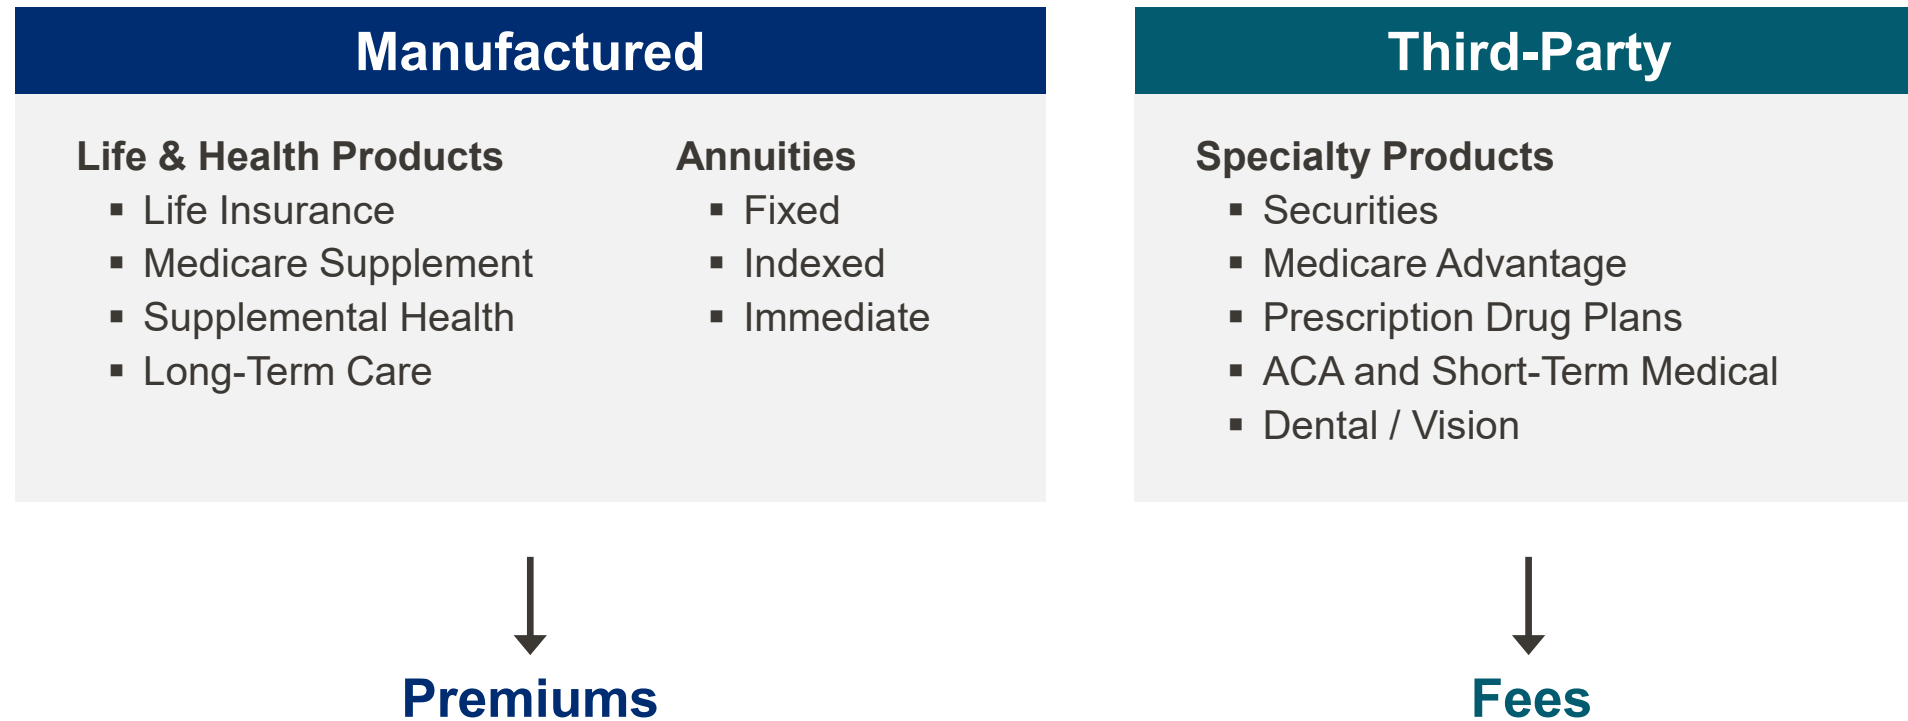 Manufactured
Life & Health Products
▪ Life Insurance
▪ Medicare Supplement
▪ Supplemental Health
▪ Long-Term Care
Annuities
▪ Fixed
▪ Indexed
▪ Immediate
Premiums
Third-Party
Specialty Products
▪ Securities
▪ Medicare Advantage
▪ Prescription Drug Plans
▪ ACA and Short-Term Medical
▪ Dental / Vision
Fees